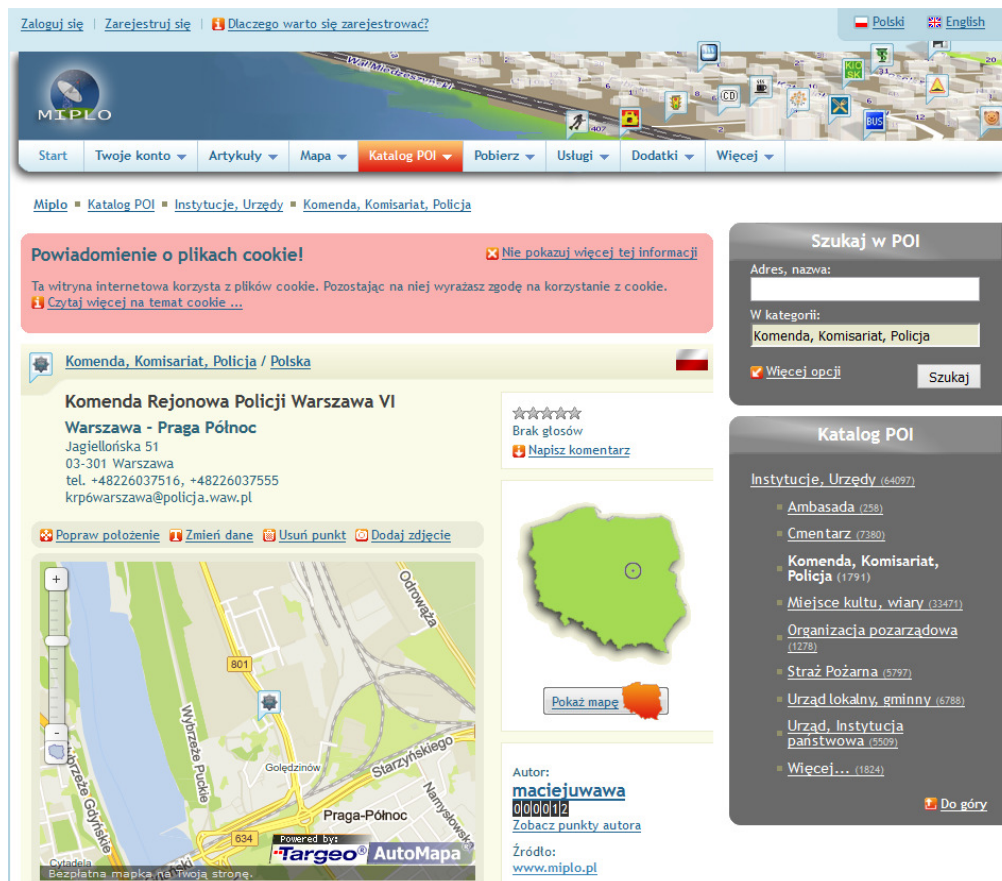 Zaloguj się | Zarejestruj się | Dlaczego warto się zarejestrować?
Polski English
Wał Miedzeszyński
KIOSK
CD
BUS
407
MIPLO
Start Twoje konto Artykuły Mapa Katalog POI Pobierz Usługi Dodatki Więcej
Miplo Katalog POI Instytucje, Urzędy Komenda, Komisariat, Policja
Powiadomienie o plikach cookie!
Nie pokazuj więcej tej informacji
Ta witryna internetowa korzysta z plików cookie. Pozostając na niej wyrażasz zgodę na korzystanie z cookie.
Czytaj więcej na temat cookie ...
Komenda, Komisariat, Policja / Polska
Komenda Rejonowa Policji Warszawa VI
Warszawa - Praga Północ
Jagiellońska 51
03-301 Warszawa
tel. +48226037516, +48226037555
krp6warszawa@policja.waw.pl
Popraw położenie Zmień dane Usuń punkt Dodaj zdjęcie
Odrowąża
801
Wybrzeże Puckie
Golędzinów
Starzyńskiego
Namysłowska
Wybrzeże Gdyńskie
Praga-Północ
634
Powered by:
Targeo® AutoMapa
Cytadela
Bezpłatna mapka na Twoją stronę.
Brak głosów
Napisz komentarz
Pokaż mapę
Autor:
maciejuwawa
000012
Zobacz punkty autora
Źródło:
www.miplo.pl
Szukaj w POI
Adres, nazwa:
W kategorii:
Komenda, Komisariat, Policja
Więcej opcji
Szukaj
Katalog POI
Instytucje, Urzędy (64097)
Ambasada (258)
Cmentarz (7380)
Komenda, Komisariat,
Policja (1791)
Miejsce kultu, wiary (33471)
Organizacja pozarządowa
(1278)
Straż Pożarna (5797)
Urząd lokalny, gminny (6788)
Urząd, Instytucja
państwowa (5509)
Więcej... (1824)
Do góry